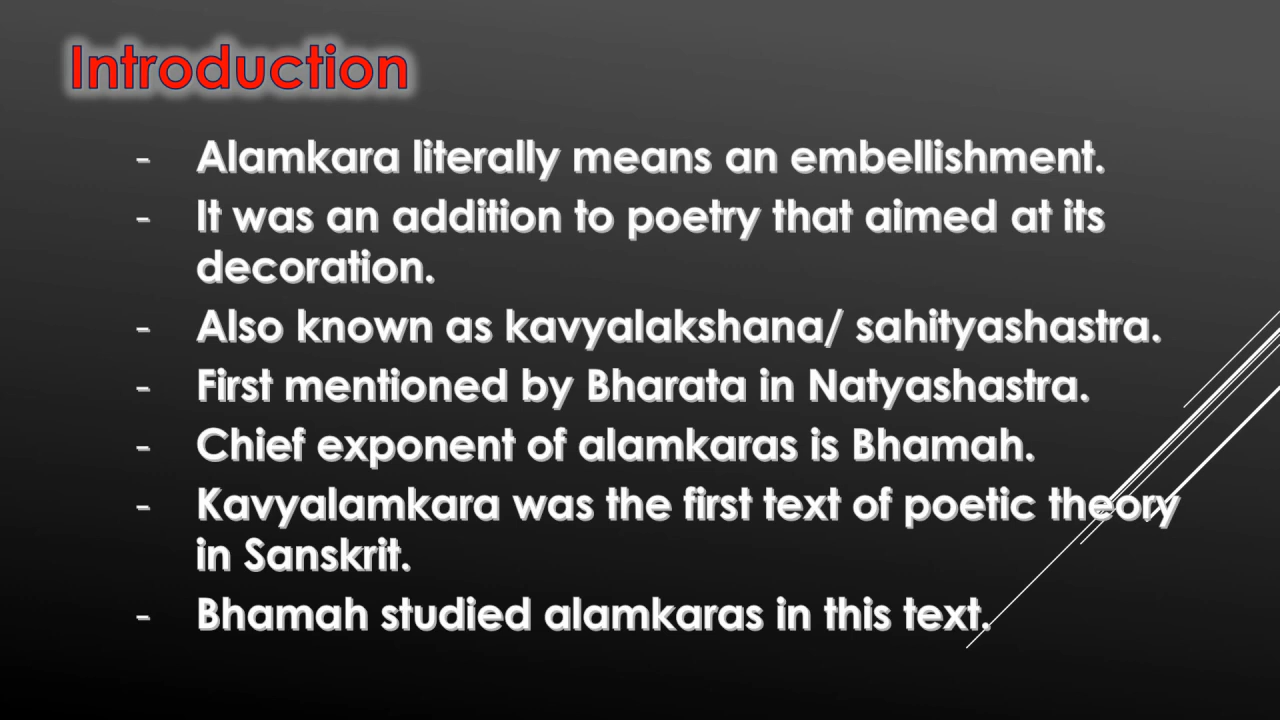 Introduction
- Alamkara literally means an embellishment.
- It was an addition to poetry that aimed at its
decoration.
- Also known as kavyalakshana/ sahityashastra.
- First mentioned by Bharata in Natyashastra.
- Chief exponent of alamkaras is Bhamah.
- Kavyalamkara was the first text of poetic theory
in Sanskrit.
- Bhamah studied alamkaras in this text.